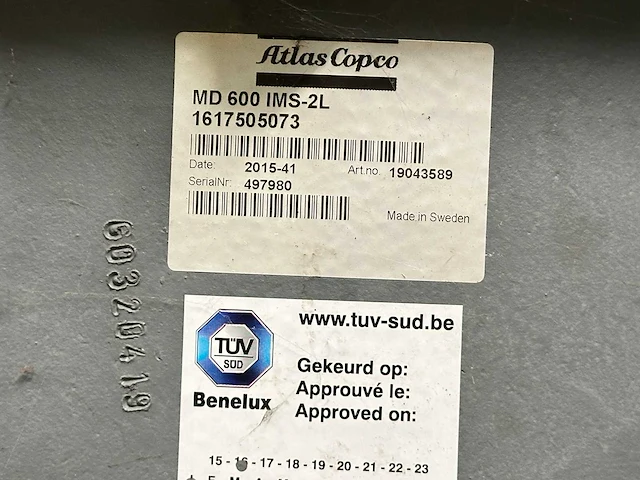 Atlas Copco
MD 600 IMS-2L
1617505073
Date: 2015-41 Art.no. 19043589
SerialNr: 497980
Made in Sweden
60320419
www.tuv-sud.be
TÜV
SÜD
Benelux
Gekeurd op:
Approuvé le:
Approved on:
15 - 16 - 17 - 18 - 19 - 20 - 21 - 22 - 23